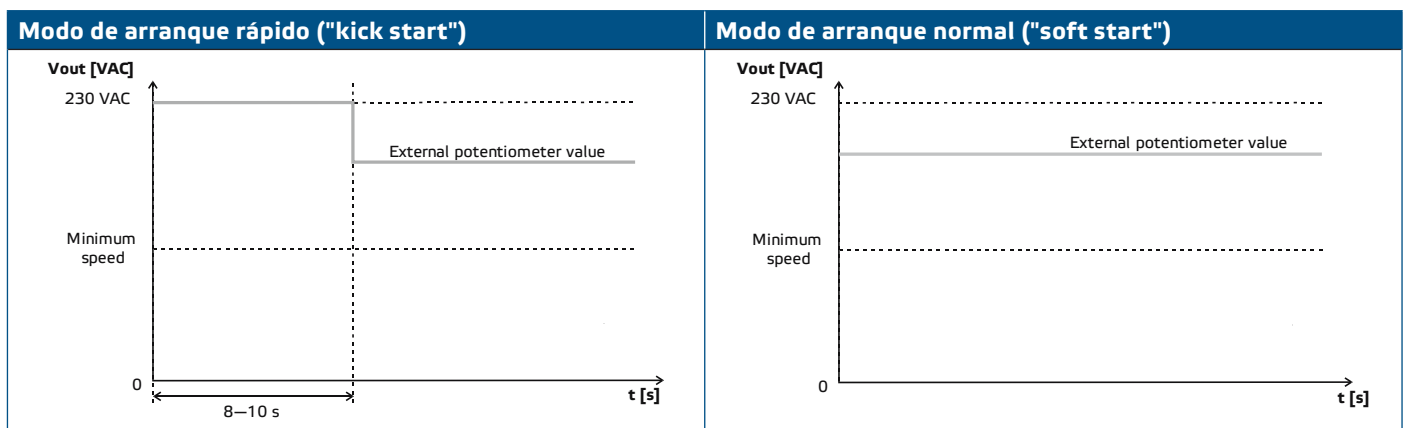 Modo de arranque rápido ("kick start")
Vout [VAC]
230 VAC
External potentiometer value
Minimum
speed
0
t [s]
8—10 s
Modo de arranque normal ("soft start")
Vout [VAC]
230 VAC
External potentiometer value
Minimum
speed
0
t [s]